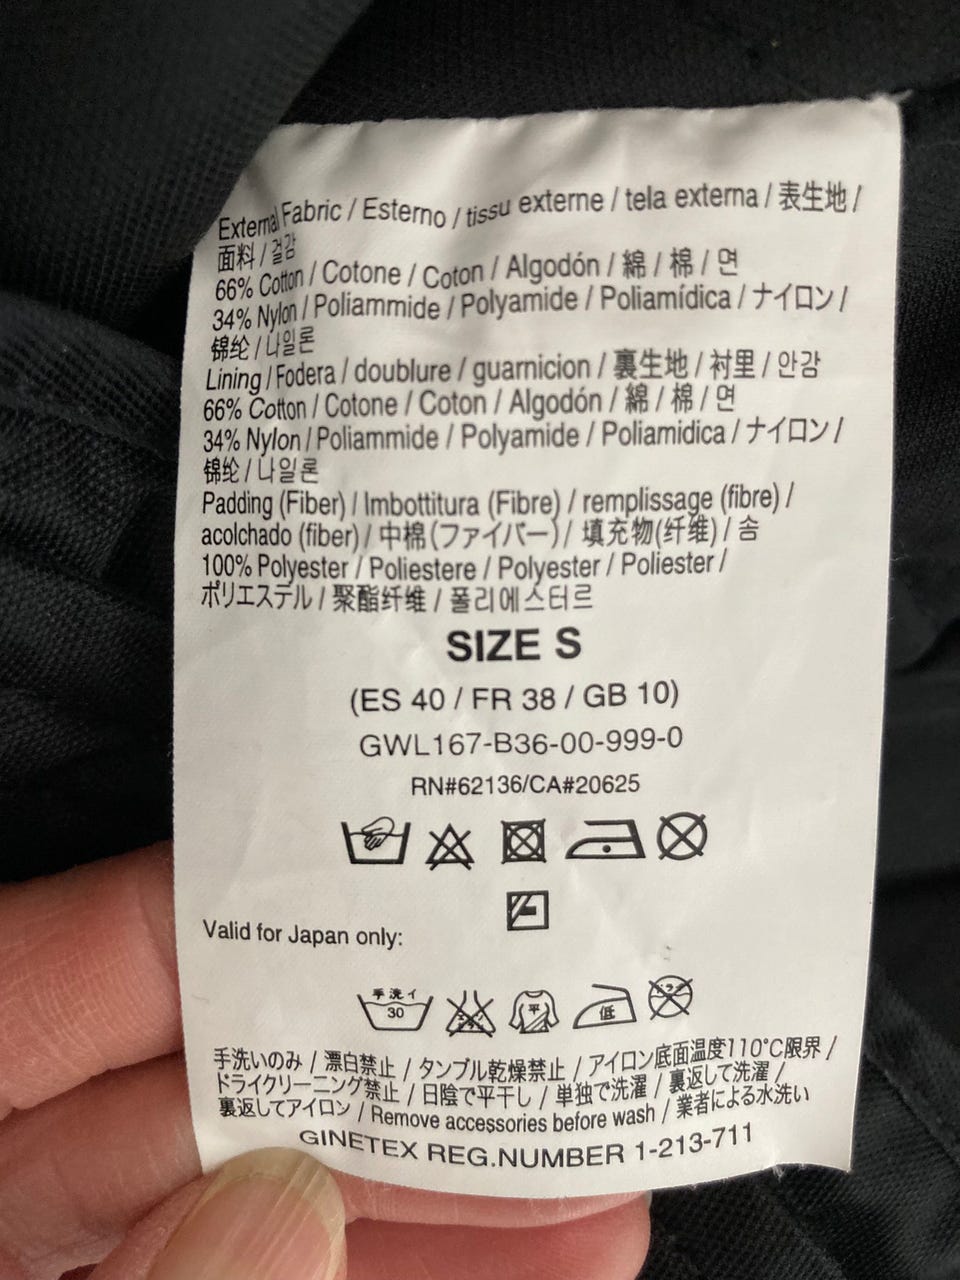 External Fabric / Esterno / tissu externe / tela externa / 表生地 /
面料 / 겉감
66% Cotton / Cotone / Coton / Algodón / 綿 / 棉 / 면
34% Nylon / Poliammide / Polyamide / Poliamídica / ナイロン /
锦纶 / 나일론
Lining / Fodera / doublure / guarnicion / 裏生地 / 衬里 / 안감
66% Cotton / Cotone / Coton / Algodón / 綿 / 棉 / 면
34% Nylon / Poliammide / Polyamide / Poliamidica / ナイロン /
锦纶 / 나일론
Padding (Fiber) / Imbottitura (Fibre) / remplissage (fibre) /
acolchado (fiber) / 中棉(ファイバー) / 填充物(纤维) / 솜
100% Polyester / Poliestere / Polyester / Poliester /
ポリエステル / 聚酯纤维 / 폴리에스터르
SIZE S
(ES 40 / FR 38 / GB 10)
GWL167-B36-00-999-0
RN#62136/CA#20625
Valid for Japan only:
手洗イ 30 平 低
手洗いのみ / 漂白禁止 / タンブル乾燥禁止 / アイロン底面温度110°C限界 /
ドライクリーニング禁止 / 日陰で平干し / 単独で洗濯 / 裏返して洗濯 /
裏返してアイロン / Remove accessories before wash / 業者による水洗い
GINETEX REG.NUMBER 1-213-711